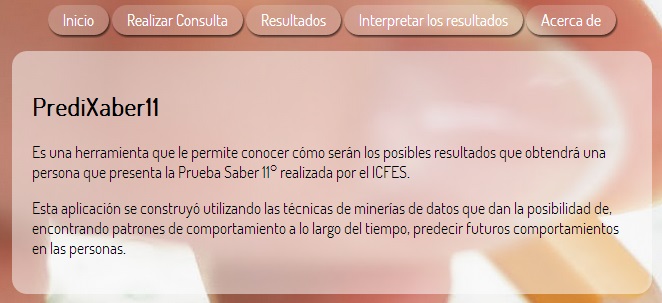 Inicio Realizar Consulta Resultados Interpretar los resultados Acerca de
PrediXaber11
Es una herramienta que le permite conocer cómo serán los posibles resultados que obtendrá una
persona que presenta la Prueba Saber 11° realizada por el ICFES.
Esta aplicación se construyó utilizando las técnicas de minerías de datos que dan la posibilidad de,
encontrando patrones de comportamiento a lo largo del tiempo, predecir futuros comportamientos
en las personas.